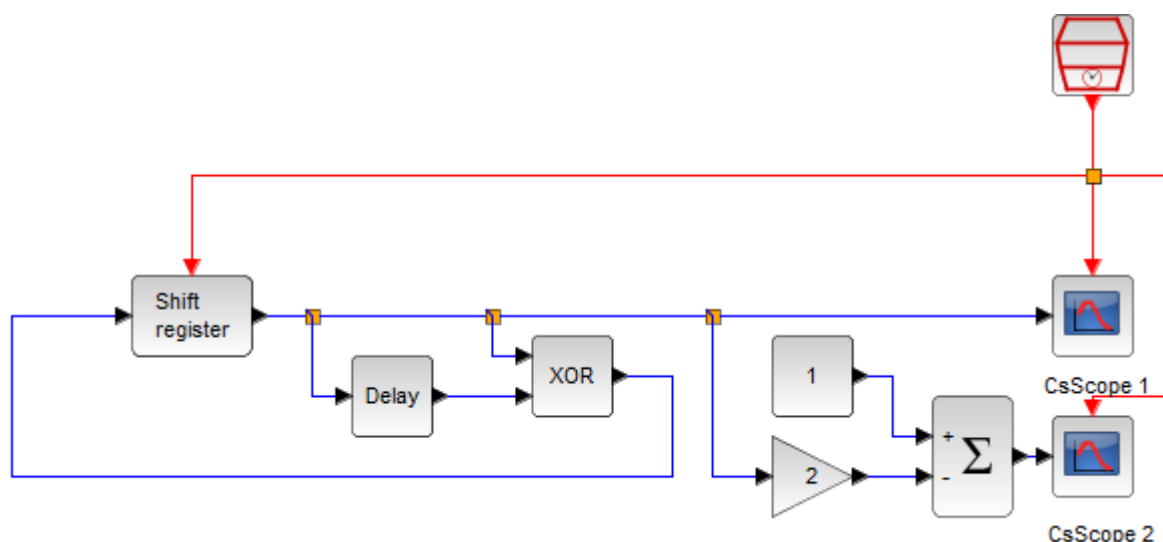 Shift
register
Delay
XOR
1
2
+
-
Σ
CsScope 1
CsScope 2